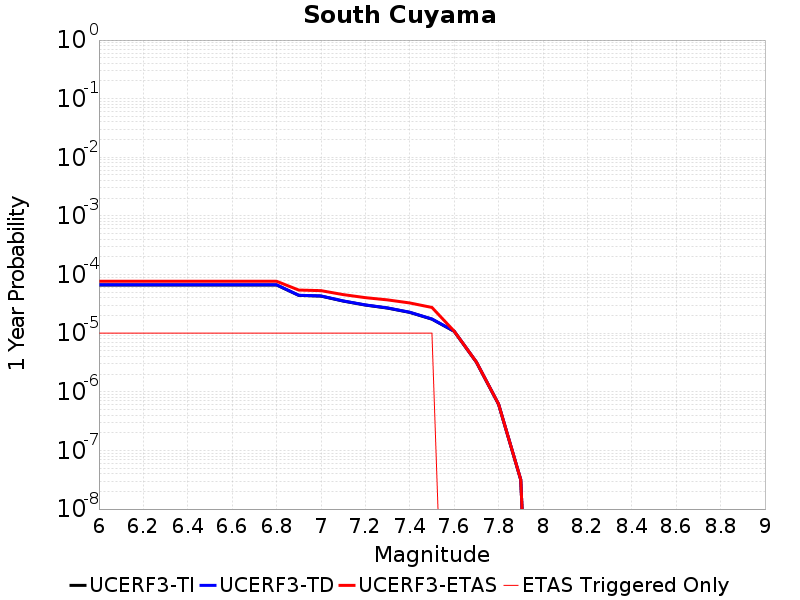 South Cuyama
1 Year Probability
10^0
10^-1
10^-2
10^-3
10^-4
10^-5
10^-6
10^-7
10^-8
6 6.2 6.4 6.6 6.8 7 7.2 7.4 7.6 7.8 8 8.2 8.4 8.6 8.8 9
Magnitude
UCERF3-TI UCERF3-TD UCERF3-ETAS ETAS Triggered Only